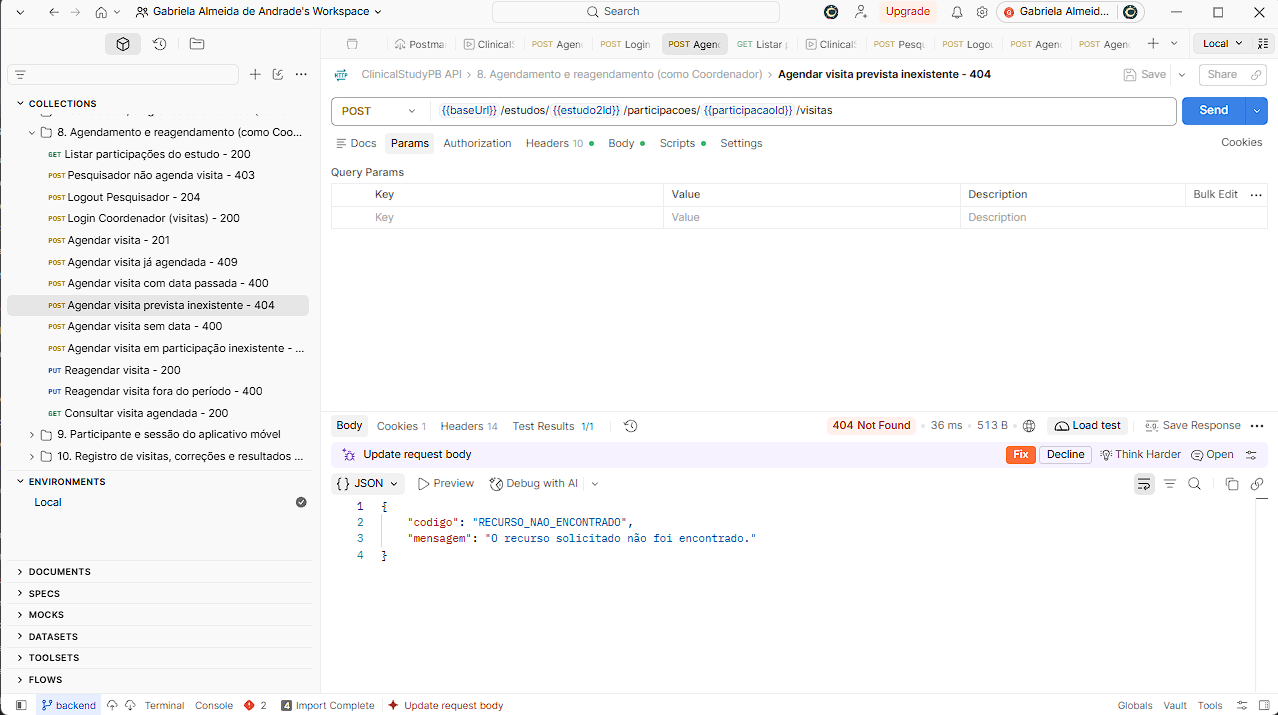 Gabriela Almeida de Andrade's Workspace
Search
Upgrade
Gabriela Almeid...
Postma
ClinicalS
POST Agen
POST Login
POST Agen
GET Listar p
ClinicalS
POST Pesqu
POST Logou
POST Agen
POST Agen
Local
COLLECTIONS
8. Agendamento e reagendamento (como Coo...
GET Listar participações do estudo - 200
POST Pesquisador não agenda visita - 403
POST Logout Pesquisador - 204
POST Login Coordenador (visitas) - 200
POST Agendar visita - 201
POST Agendar visita já agendada - 409
POST Agendar visita com data passada - 400
POST Agendar visita prevista inexistente - 404
POST Agendar visita sem data - 400
POST Agendar visita em participação inexistente - ...
PUT Reagendar visita - 200
PUT Reagendar visita fora do período - 400
GET Consultar visita agendada - 200
9. Participante e sessão do aplicativo móvel
10. Registro de visitas, correções e resultados ...
ENVIRONMENTS
Local
DOCUMENTS
SPECS
MOCKS
DATASETS
TOOLSETS
FLOWS
HTTP ClinicalStudyPB API > 8. Agendamento e reagendamento (como Coordenador) > Agendar visita prevista inexistente - 404
Save
Share
POST
{{baseUrl}} /estudos/ {{estudo2Id}} /participacoes/ {{participacaoId}} /visitas
Send
Docs Params Authorization Headers 10 Body Scripts Settings
Cookies
Query Params
Key Value Description Bulk Edit
Key Value Description
Body Cookies 1 Headers 14 Test Results 1/1
404 Not Found 36 ms 513 B Load test e.g. Save Response
Update request body
Fix Decline Think Harder Open
{} JSON Preview Debug with AI
1 {
2 "codigo": "RECURSO_NAO_ENCONTRADO",
3 "mensagem": "O recurso solicitado não foi encontrado."
4 }
backend Terminal Console 2 4 Import Complete Update request body
Globals Vault Tools